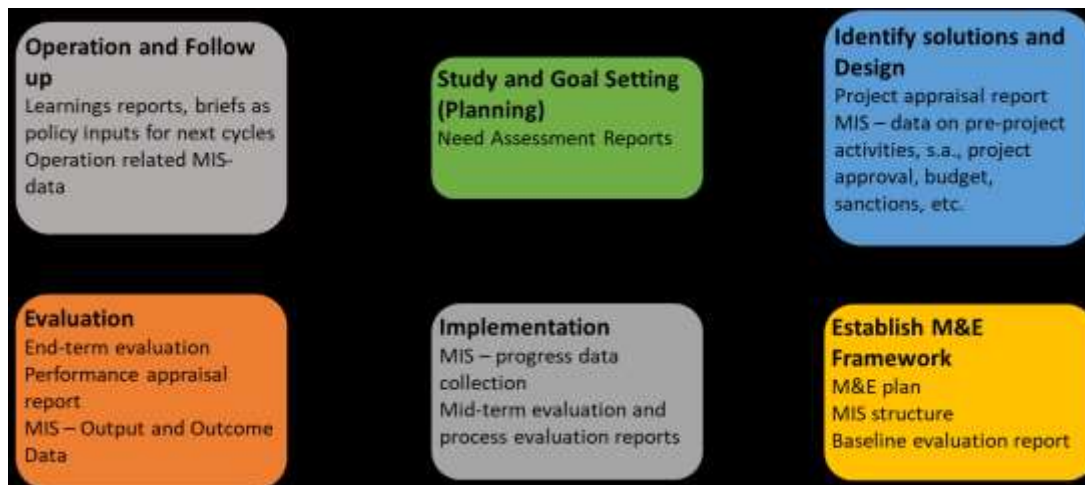 Operation and Follow
up
Learnings reports, briefs as
policy inputs for next cycles
Operation related MIS-
data
Study and Goal Setting
(Planning)
Need Assessment Reports
Identify solutions and
Design
Project appraisal report
MIS – data on pre-project
activities, s.a., project
approval, budget,
sanctions, etc.
Evaluation
End-term evaluation
Performance appraisal
report
MIS – Output and Outcome
Data
Implementation
MIS – progress data
collection
Mid-term evaluation and
process evaluation reports
Establish M&E
Framework
M&E plan
MIS structure
Baseline evaluation report